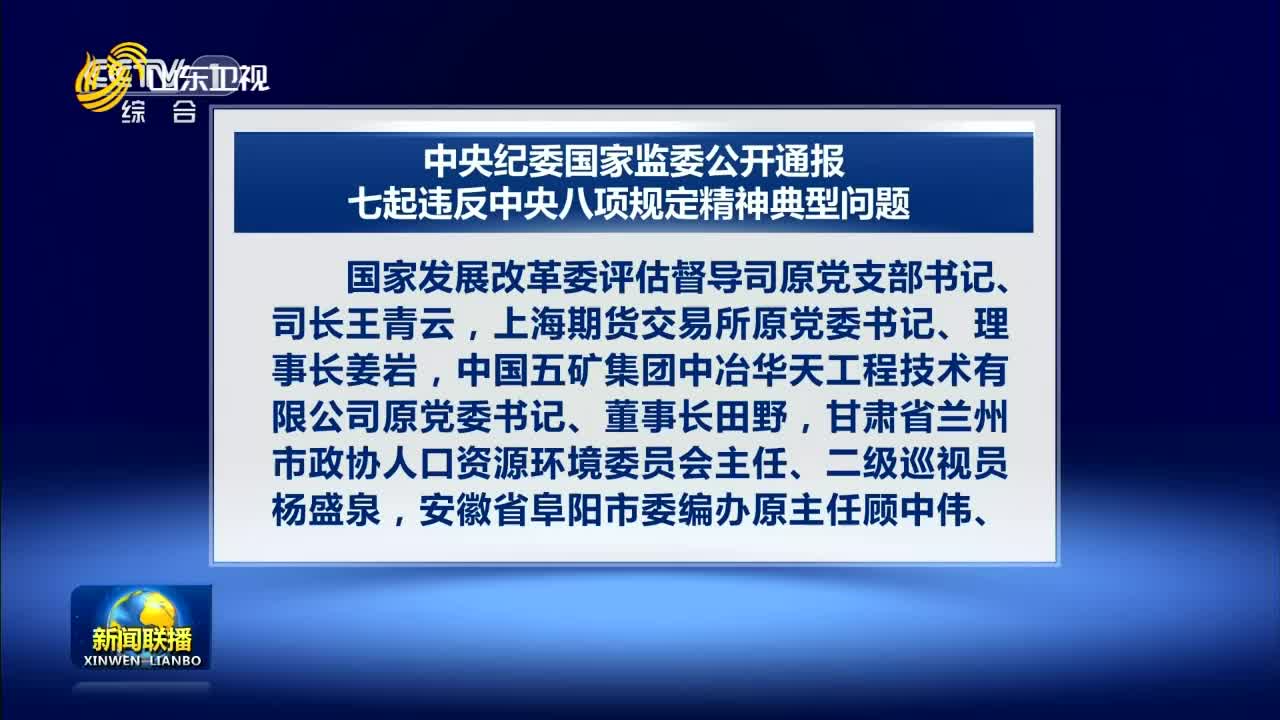 山东卫视
综合
中央纪委国家监委公开通报
七起违反中央八项规定精神典型问题
国家发展改革委评估督导司原党支部书记、
司长王青云，上海期货交易所原党委书记、理
事长姜岩，中国五矿集团中冶华天工程技术有
限公司原党委书记、董事长田野，甘肃省兰州
市政协人口资源环境委员会主任、二级巡视员
杨盛泉，安徽省阜阳市委编办原主任顾中伟、
新闻联播
XINWEN LIANBO